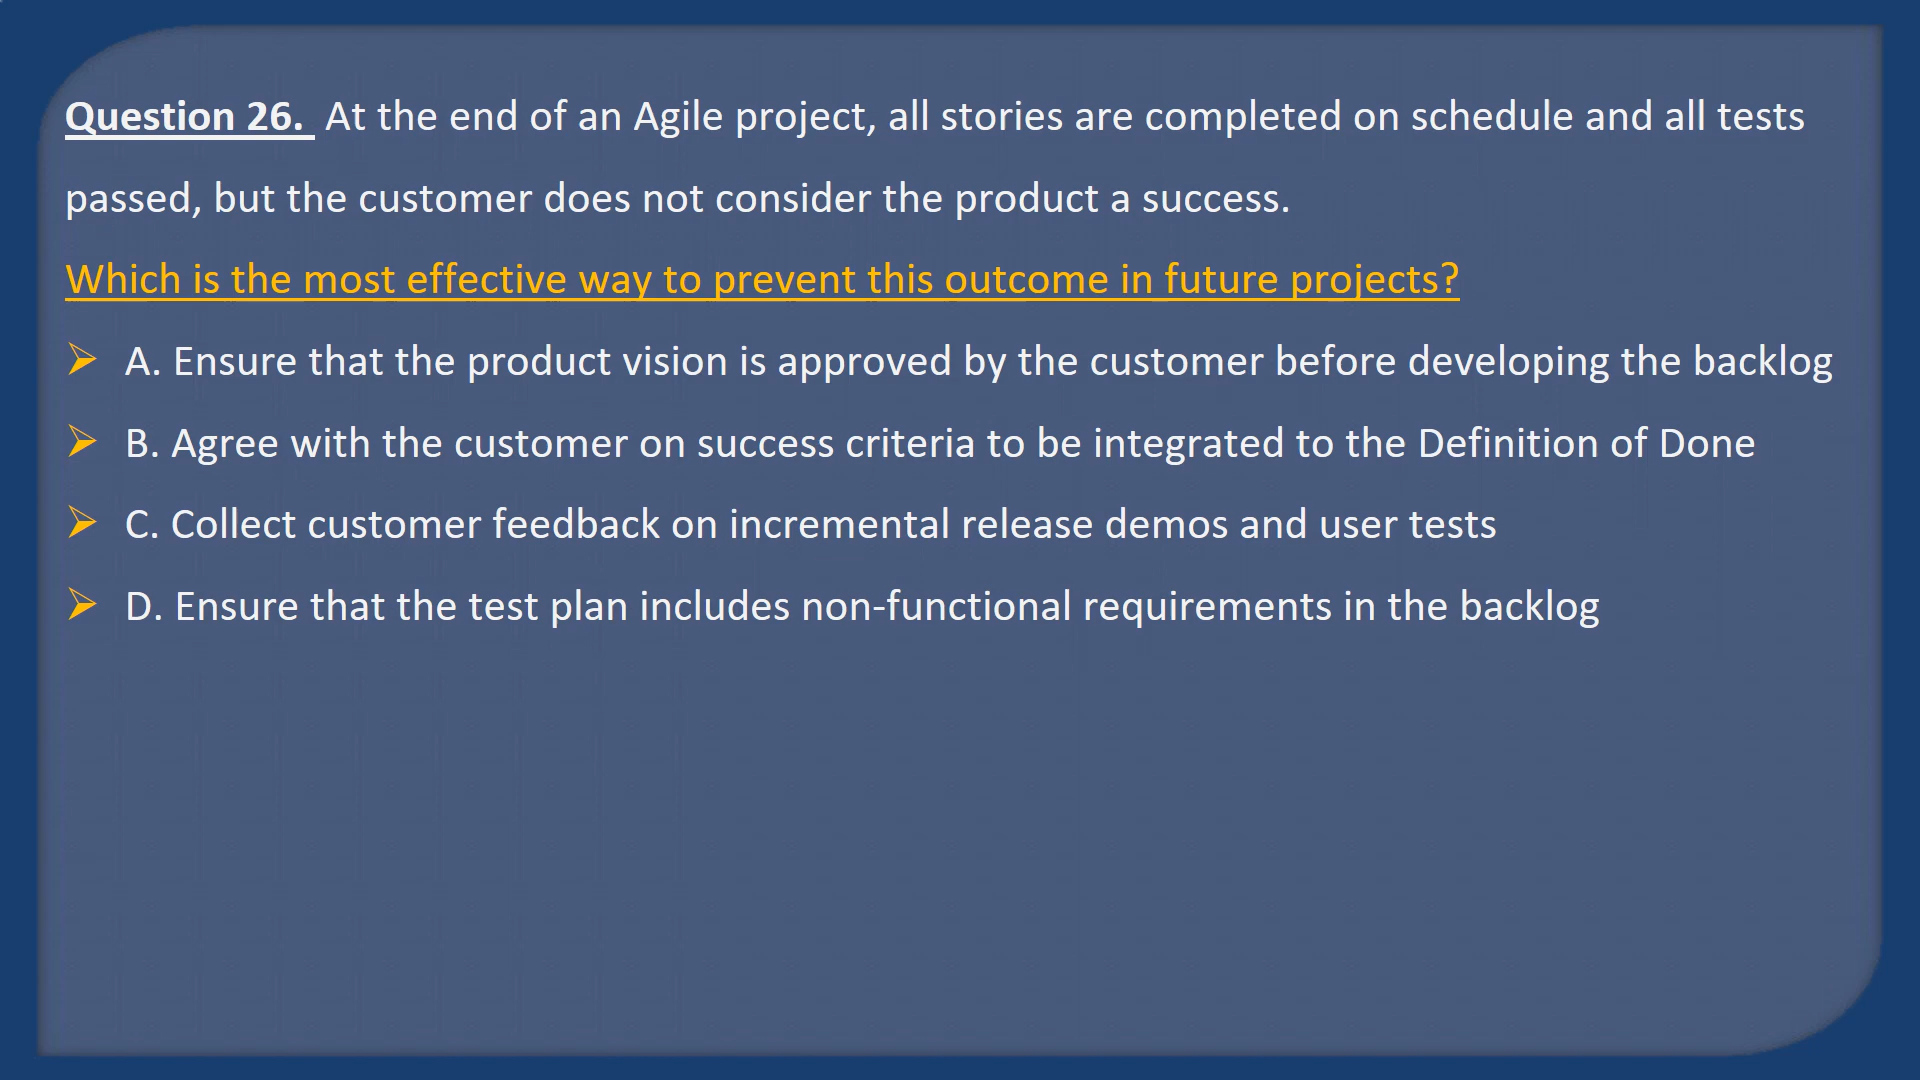 Question 26. At the end of an Agile project, all stories are completed on schedule and all tests
passed, but the customer does not consider the product a success.
Which is the most effective way to prevent this outcome in future projects?
A. Ensure that the product vision is approved by the customer before developing the backlog
B. Agree with the customer on success criteria to be integrated to the Definition of Done
C. Collect customer feedback on incremental release demos and user tests
D. Ensure that the test plan includes non-functional requirements in the backlog